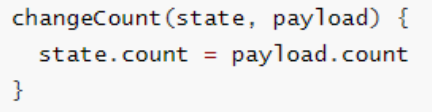 changeCount(state, payload) {
  state.count = payload.count
}